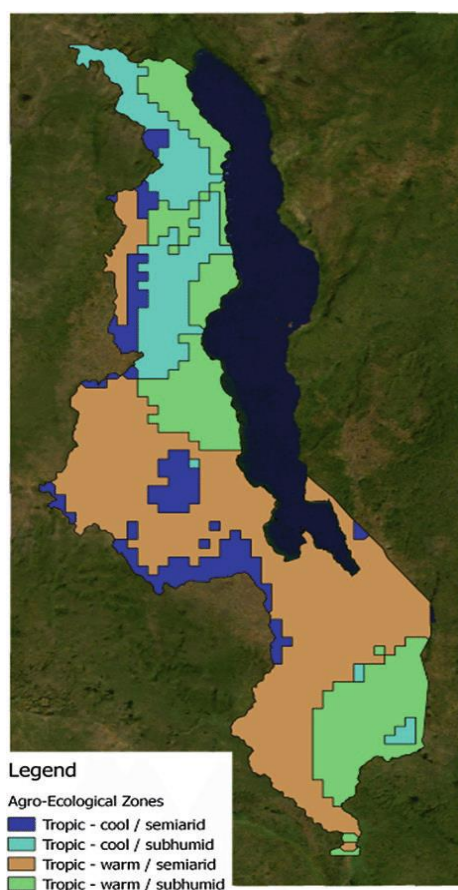 Legend
Agro-Ecological Zones
Tropic - cool / semiarid
Tropic - cool / subhumid
Tropic - warm / semiarid
Tropic - warm / subhumid